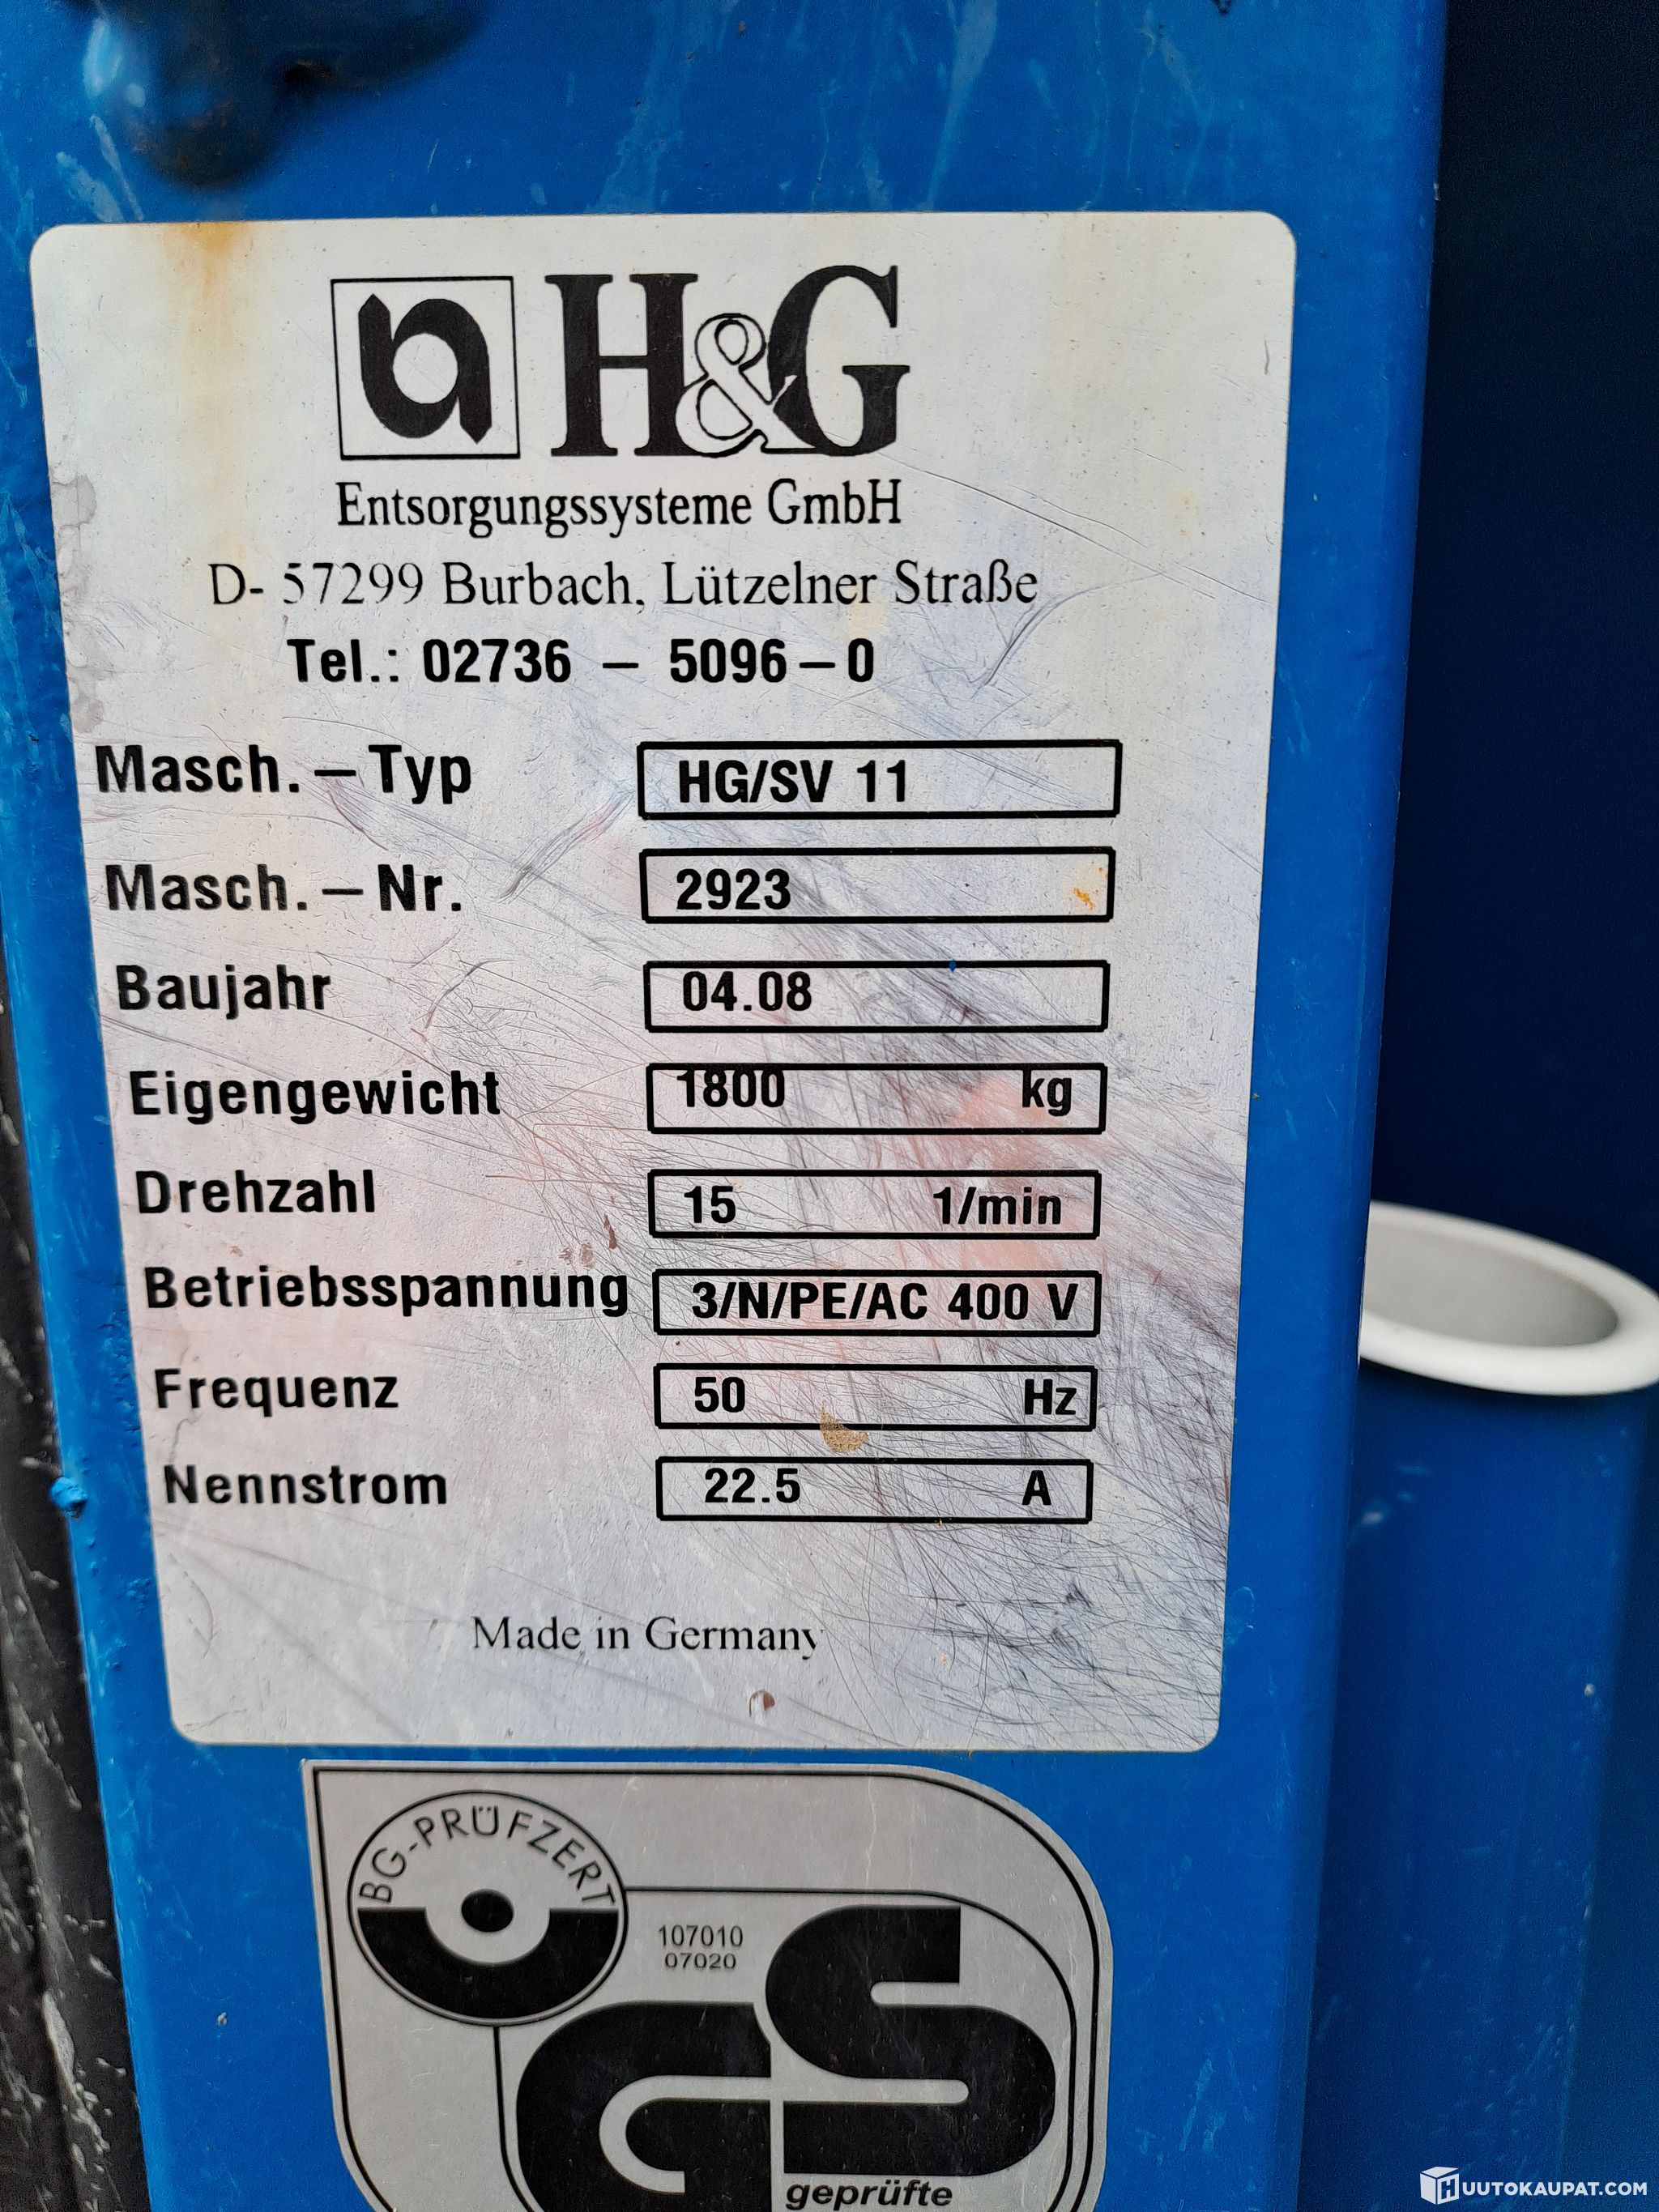 H&G
Entsorgungssysteme GmbH
D- 57299 Burbach, Lützelner Straße
Tel.: 02736 – 5096–0
Masch.–Typ HG/SV 11
Masch.–Nr. 2923
Baujahr 04.08
Eigengewicht 1800 kg
Drehzahl 15 1/min
Betriebsspannung 3/N/PE/AC 400 V
Frequenz 50 Hz
Nennstrom 22.5 A
Made in Germany
BG-PRÜFZERT
107010
07020
GS
geprüfte
HUUTOKAUPAT.COM